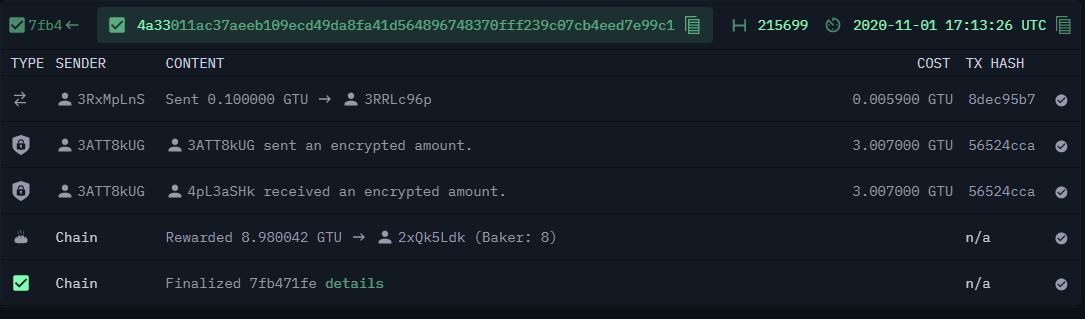 7fb4← 4a33011ac37aeeb109ecd49da8fa41d564896748370fff239c07cb4eed7e99c1 215699 2020-11-01 17:13:26 UTC
TYPE SENDER CONTENT COST TX HASH
3RxMpLnS Sent 0.100000 GTU → 3RRLc96p 0.005900 GTU 8dec95b7
3ATT8kUG 3ATT8kUG sent an encrypted amount. 3.007000 GTU 56524cca
3ATT8kUG 4pL3aSHk received an encrypted amount. 3.007000 GTU 56524cca
Chain Rewarded 8.980042 GTU → 2xQk5Ldk (Baker: 8) n/a
Chain Finalized 7fb471fe details n/a